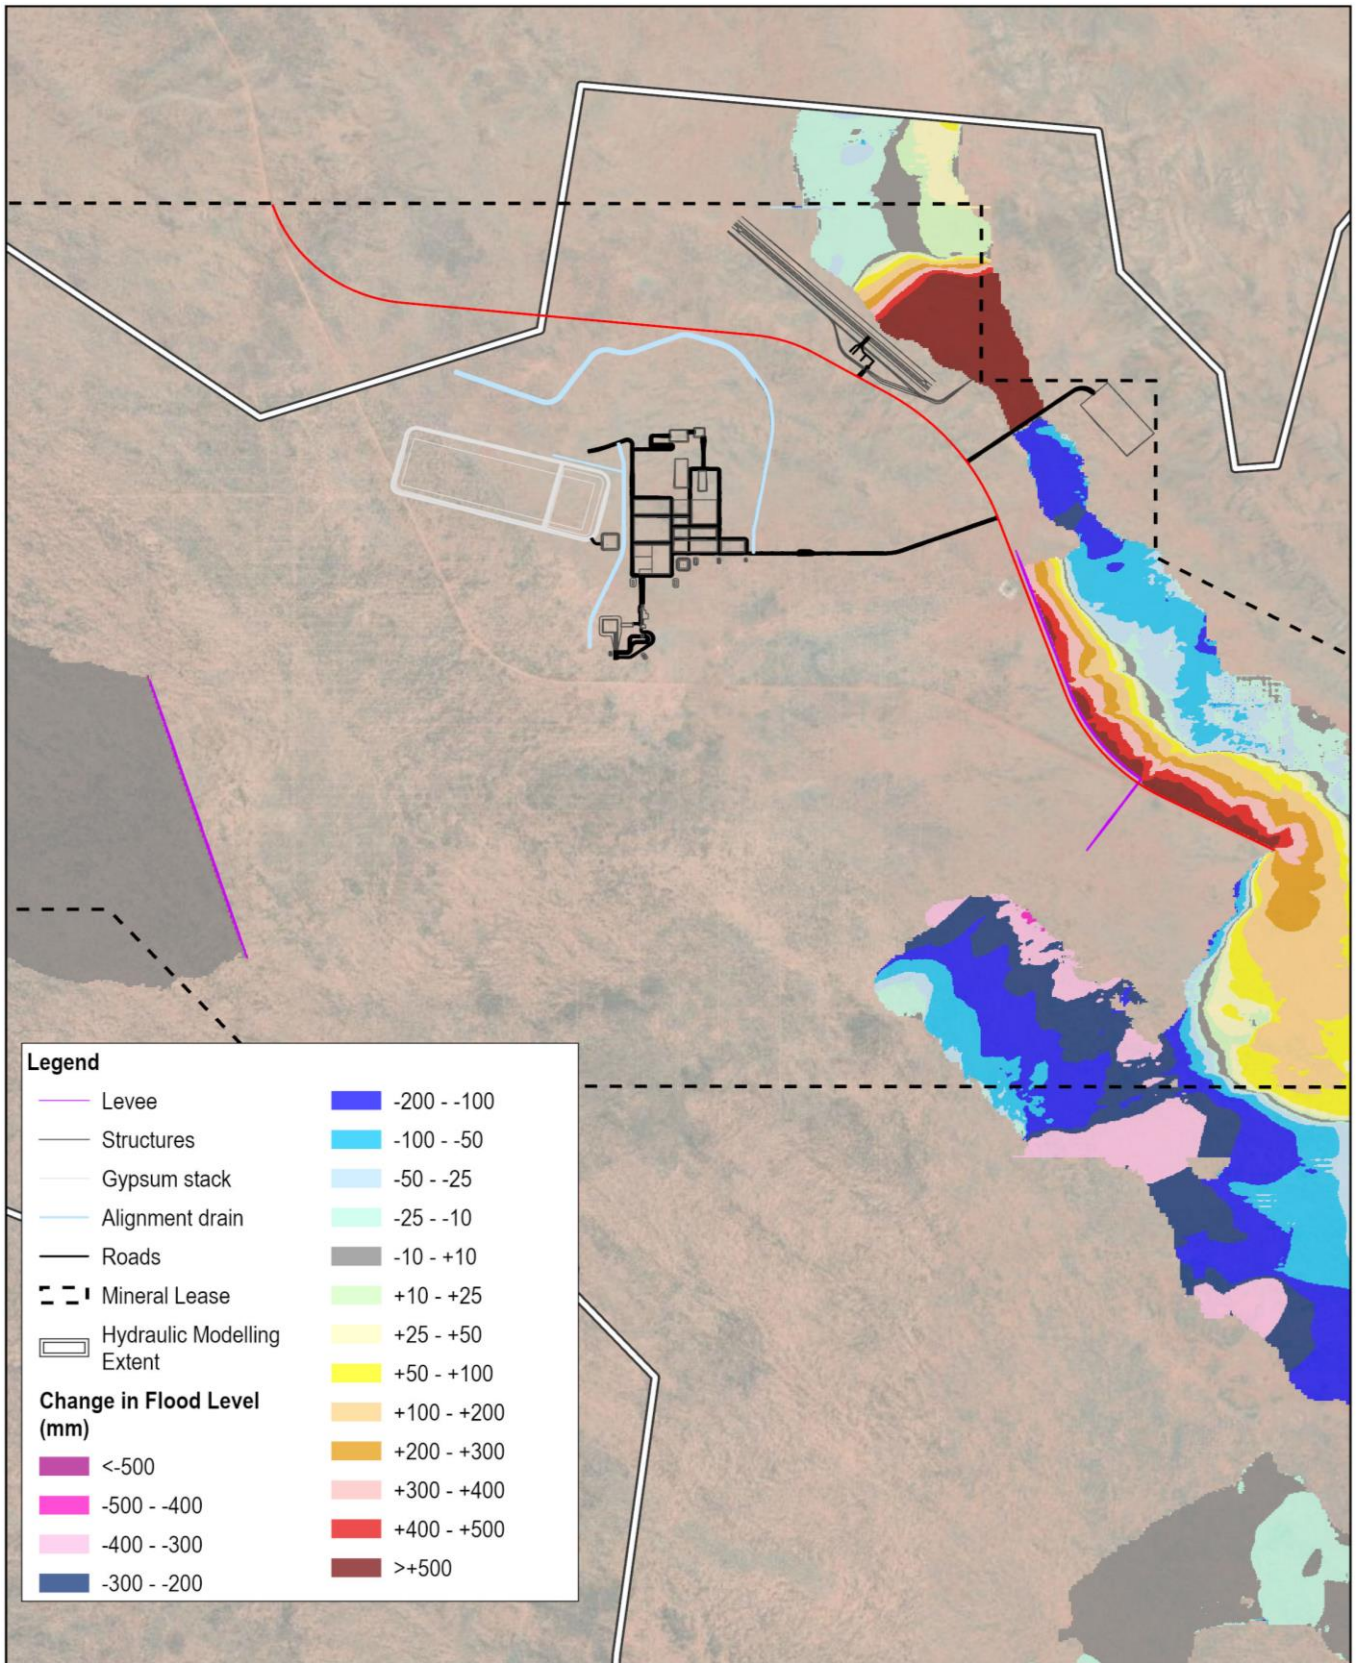 Legend
Levee
Structures
Gypsum stack
Alignment drain
Roads
Mineral Lease
Hydraulic Modelling
Extent
Change in Flood Level
(mm)
<-500
-500 - -400
-400 - -300
-300 - -200
-200 - -100
-100 - -50
-50 - -25
-25 - -10
-10 - +10
+10 - +25
+25 - +50
+50 - +100
+100 - +200
+200 - +300
+300 - +400
+400 - +500
>+500